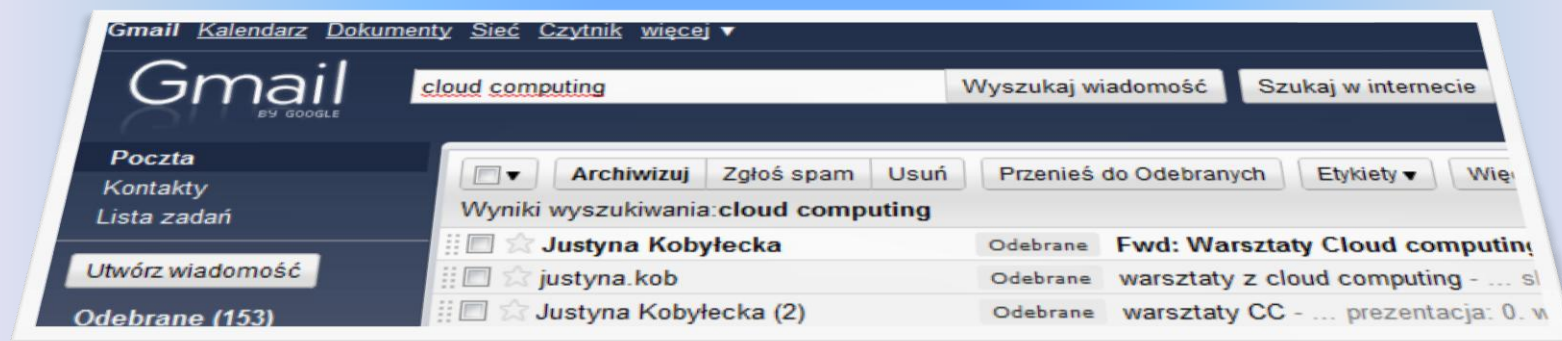 Gmail Kalendarz Dokumenty Sieć Czytnik więcej ▼
Gmail BY GOOGLE
cloud computing Wyszukaj wiadomość Szukaj w internecie
Poczta
Kontakty
Lista zadań
Utwórz wiadomość
Odebrane (153)
▼ Archiwizuj Zgłoś spam Usuń Przenieś do Odebranych Etykiety ▼
Wyniki wyszukiwania:cloud computing
Justyna Kobyłecka Odebrane Fwd: Warsztaty Cloud computing
justyna.kob Odebrane warsztaty z cloud computing - ...
Justyna Kobyłecka (2) Odebrane warsztaty CC - ... prezentacja: 0.